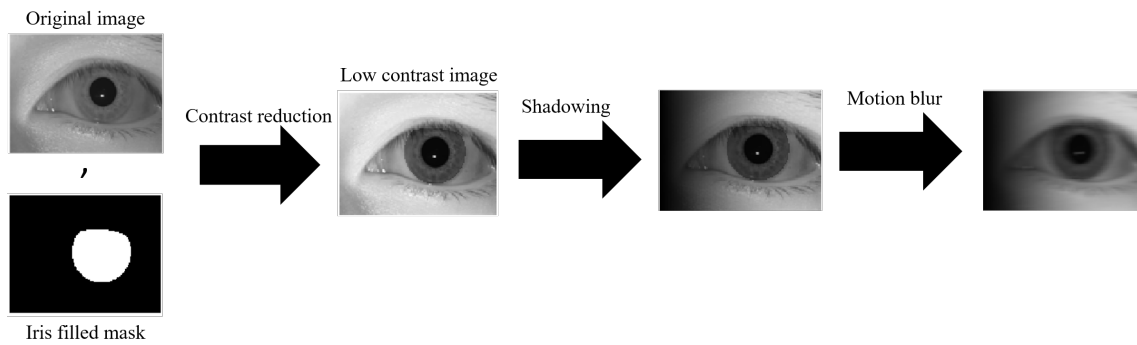 Original image
,
Iris filled mask
Contrast reduction
Low contrast image
Shadowing
Motion blur